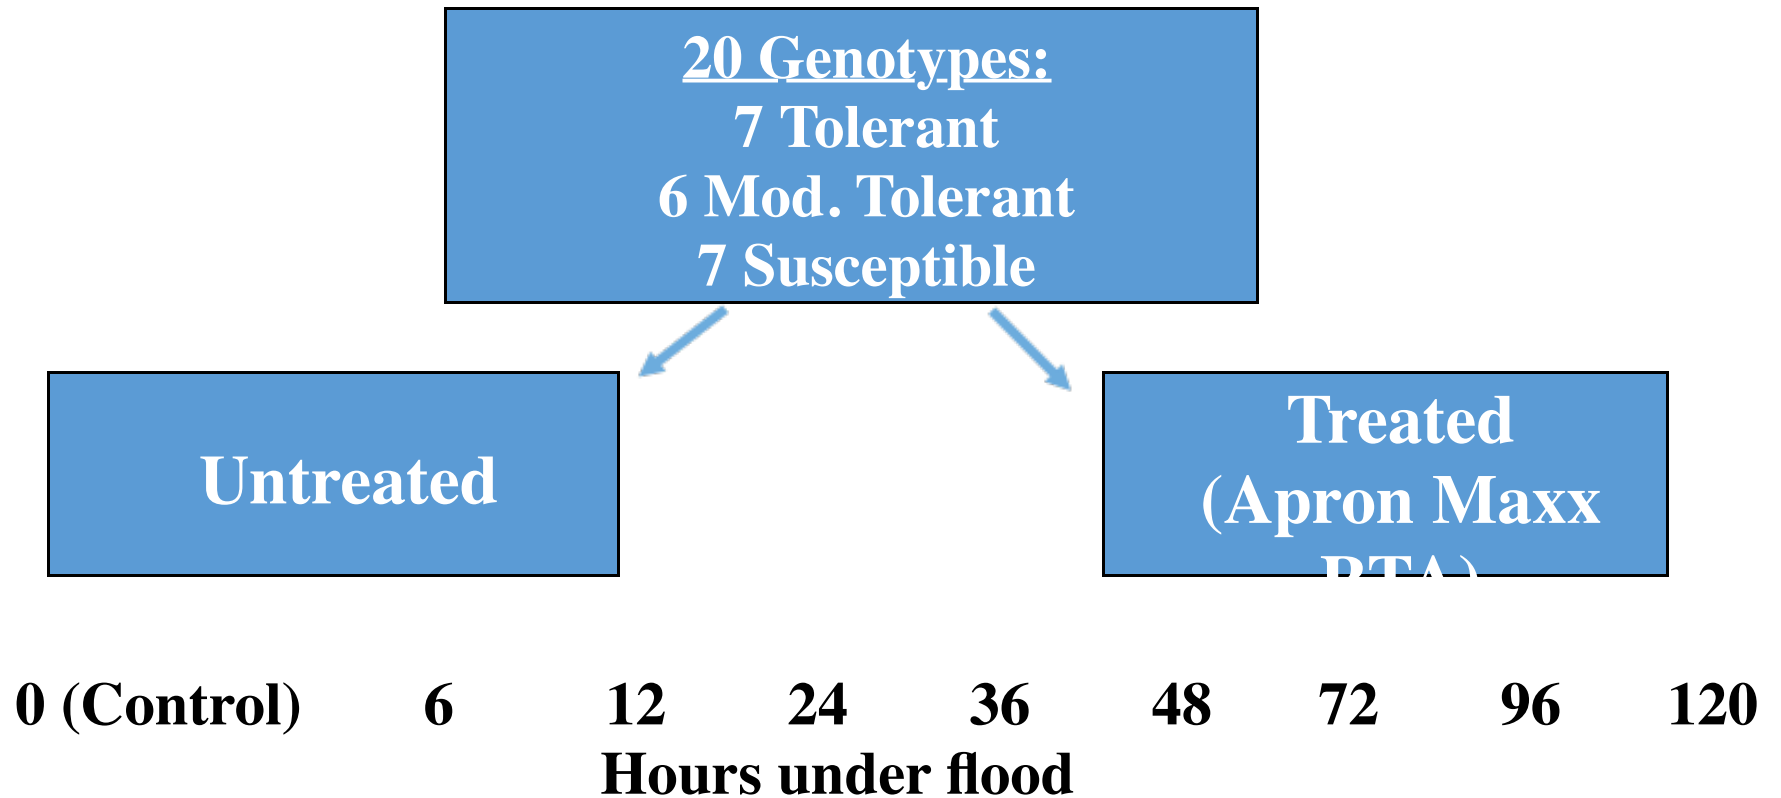 20 Genotypes:
7 Tolerant
6 Mod. Tolerant
7 Susceptible
Untreated
Treated
(Apron Maxx
RTA)
0 (Control) 6 12 24 36 48 72 96 120
Hours under flood